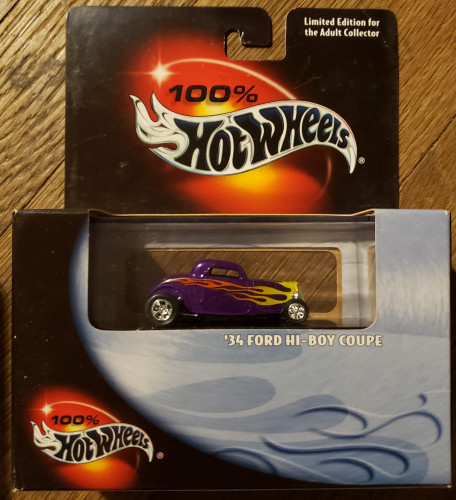 Limited Edition for
the Adult Collector
100%
Hot Wheels
®
'34 FORD HI-BOY COUPE
100%
Hot Wheels
®